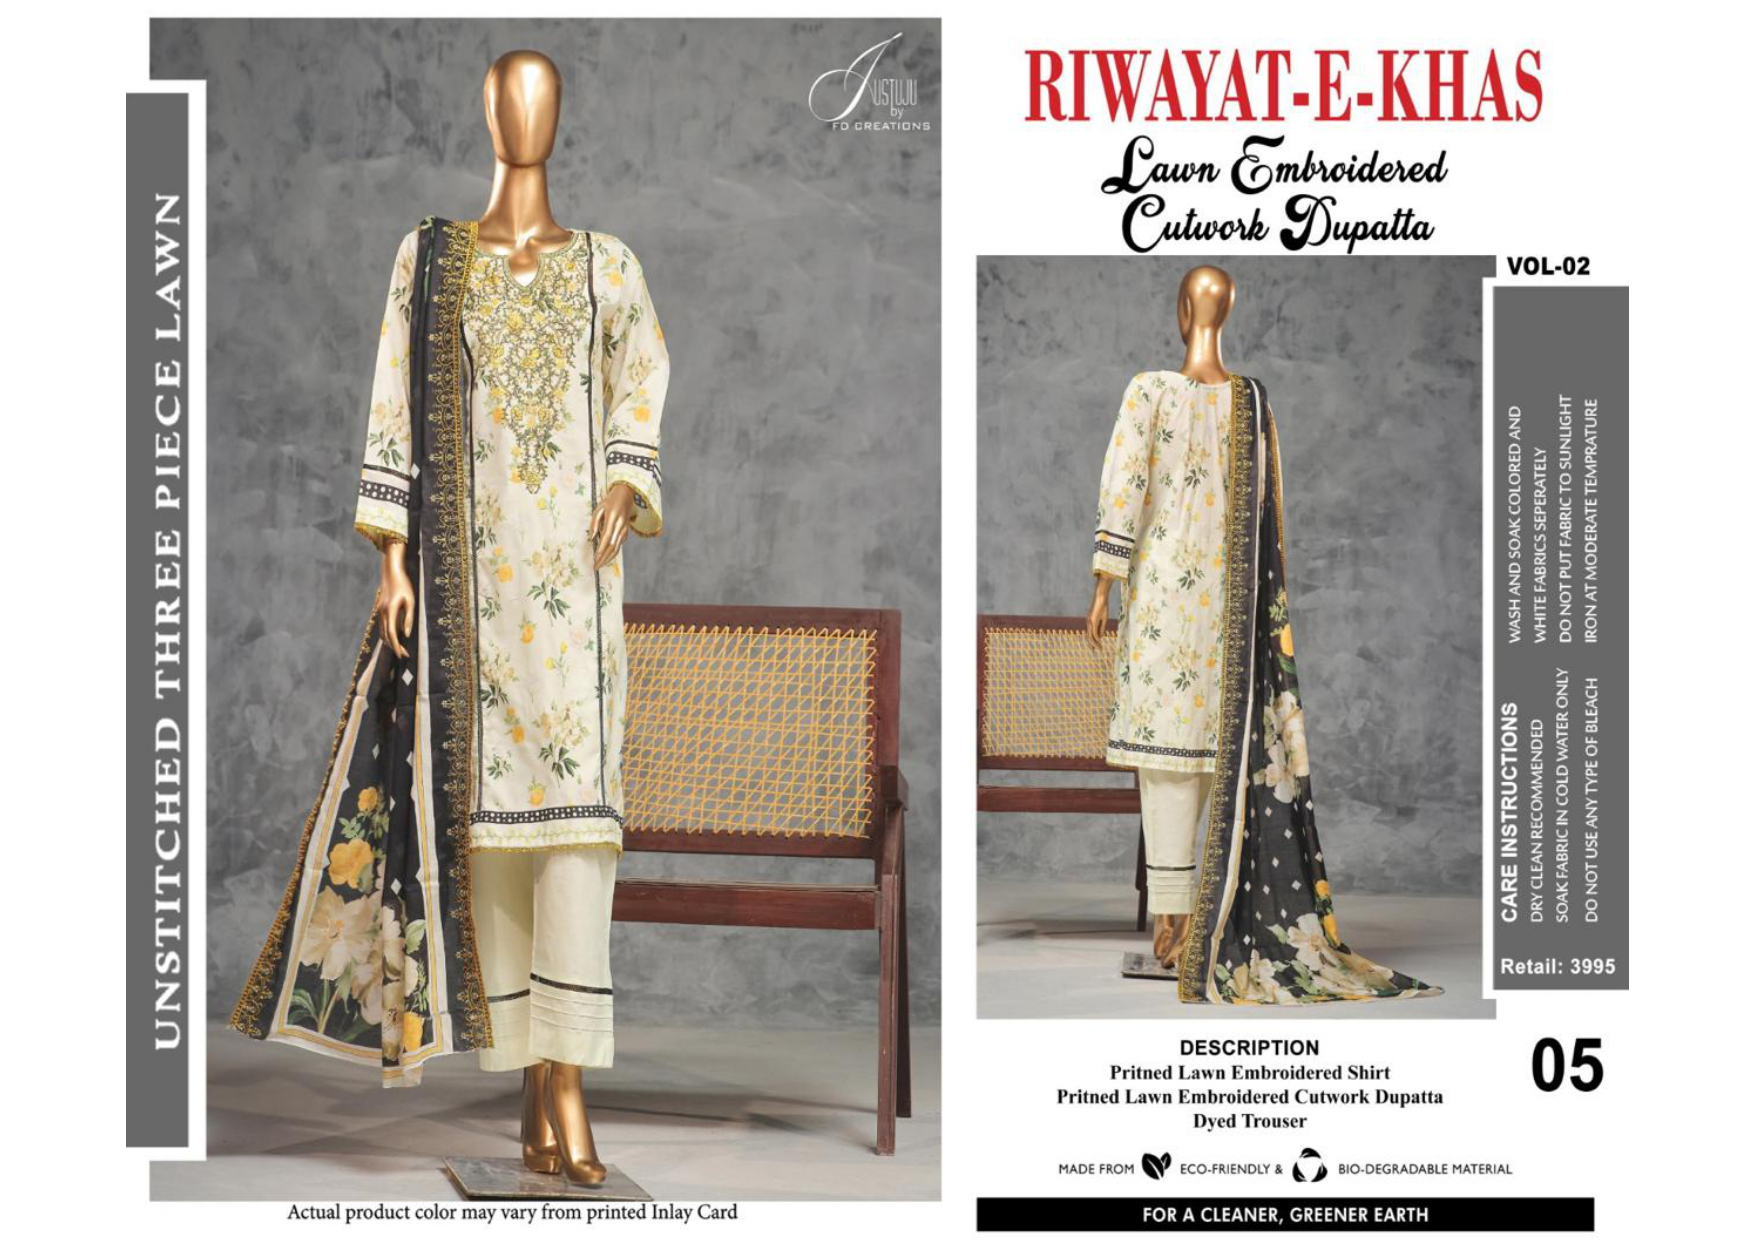 UNSTITCHED THREE PIECE LAWN
JUSTUJU
by
FD CREATIONS
Actual product color may vary from printed Inlay Card
RIWAYAT-E-KHAS
Lawn Embroidered
Cutwork Dupatta
VOL-02
CARE INSTRUCTIONS
DRY CLEAN RECOMMENDED
SOAK FABRIC IN COLD WATER ONLY
DO NOT USE ANY TYPE OF BLEACH
WASH AND SOAK COLORED AND
WHITE FABRICS SEPERATELY
DO NOT PUT FABRIC TO SUNLIGHT
IRON AT MODERATE TEMPRATURE
Retail: 3995
05
DESCRIPTION
Pritned Lawn Embroidered Shirt
Pritned Lawn Embroidered Cutwork Dupatta
Dyed Trouser
MADE FROM ECO-FRIENDLY & BIO-DEGRADABLE MATERIAL
FOR A CLEANER, GREENER EARTH